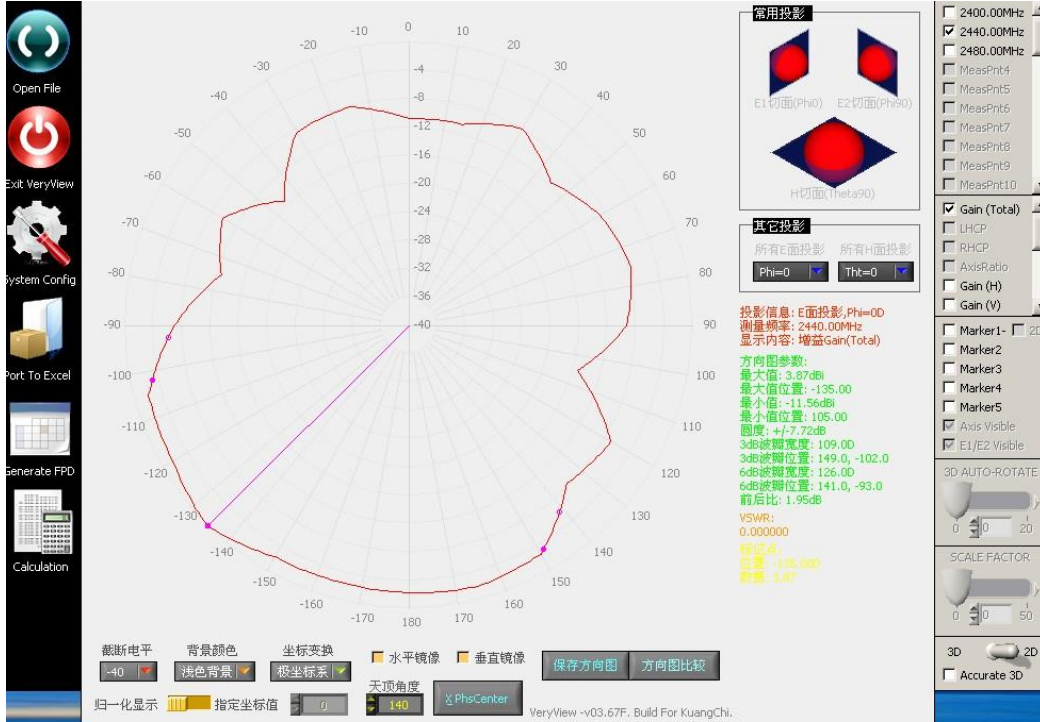 Open File
Exit VeryView
System Config
Port To Excel
Generate FPD
Calculation
0
10
20
30
40
50
60
70
80
90
100
110
120
130
140
150
160
170
180
-170
-160
-150
-140
-130
-120
-110
-100
-90
-80
-70
-60
-50
-40
-30
-20
-10
-4
-8
-12
-16
-20
-24
-28
-32
-36
-40
常用投影
E1切面(Phi0)
E2切面(Phi90)
H切面(Theta90)
其它投影
所有E面投影 所有H面投影
Phi=0 Tht=0
投影信息: E面投影,Phi=0D
测量频率: 2440.00MHz
显示内容: 增益Gain(Total)
方向图参数:
最大值: 3.87dBi
最大值位置: -135.00
最小值: -11.56dBi
最小值位置: 105.00
圆度: +/-7.72dB
3dB波瓣宽度: 109.0D
3dB波瓣位置: 149.0, -102.0
6dB波瓣宽度: 126.0D
6dB波瓣位置: 141.0, -93.0
前后比: 1.95dB
VSWR:
0.000000
标记点:
位置: -135.00D
数据: 3.87
2400.00MHz
2440.00MHz
2480.00MHz
MeasPnt4
MeasPnt5
MeasPnt6
MeasPnt7
MeasPnt8
MeasPnt9
MeasPnt10
Gain (Total)
LHCP
RHCP
AxisRatio
Gain (H)
Gain (V)
Marker1- 2D
Marker2
Marker3
Marker4
Marker5
Axis Visible
E1/E2 Visible
3D AUTO-ROTATE
0 0 20
SCALE FACTOR
0 0 50
3D 2D
Accurate 3D
截断电平 背景颜色 坐标变换
-40 浅色背景 极坐标系
水平镜像 垂直镜像
保存方向图 方向图比较
归一化显示 指定坐标值 0
天顶角度
140
X PhsCenter
VeryView -v03.67F. Build For KuangChi.